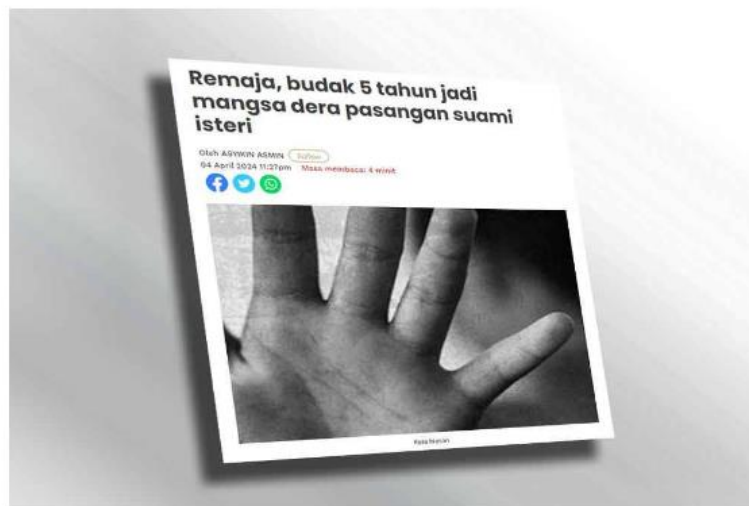 Remaja, budak 5 tahun jadi
mangsa dera pasangan suami
isteri
Oleh ASYIKIN ASMIN
04 April 2024 11:27pm Masa membaca: 4 minit